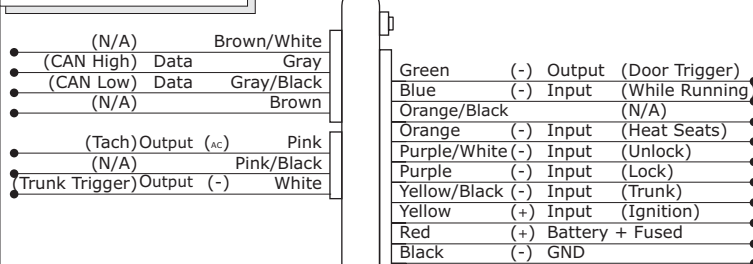 (N/A) Brown/White
(CAN High) Data Gray
(CAN Low) Data Gray/Black
(N/A) Brown
(Tach) Output (AC) Pink
(N/A) Pink/Black
(Trunk Trigger) Output (-) White
Green (-) Output (Door Trigger)
Blue (-) Input (While Running)
Orange/Black (N/A)
Orange (-) Input (Heat Seats)
Purple/White (-) Input (Unlock)
Purple (-) Input (Lock)
Yellow/Black (-) Input (Trunk)
Yellow (+) Input (Ignition)
Red (+) Battery + Fused
Black (-) GND